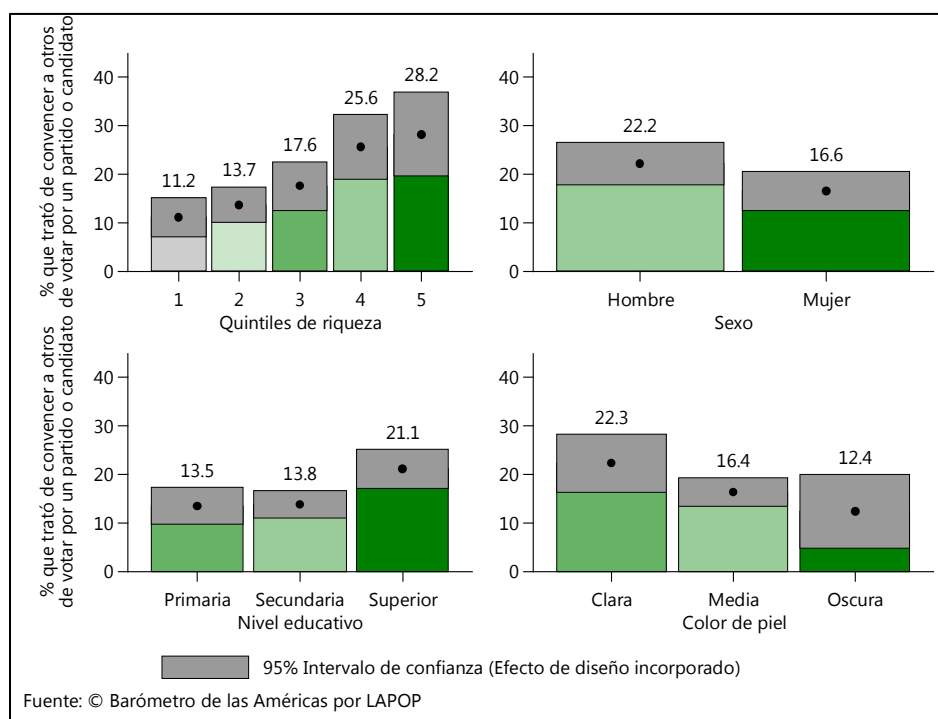 % que trató de convencer a otros
de votar por un partido o candidato
40
30
20
10
0
11.2
13.7
17.6
25.6
28.2
1 2 3 4 5
Quintiles de riqueza
40
30
20
10
0
22.2
16.6
Hombre Mujer
Sexo
% que trató de convencer a otros
de votar por un partido o candidato
40
30
20
10
0
13.5
13.8
21.1
Primaria Secundaria Superior
Nivel educativo
40
30
20
10
0
22.3
16.4
12.4
Clara Media Oscura
Color de piel
95% Intervalo de confianza (Efecto de diseño incorporado)
Fuente: © Barómetro de las Américas por LAPOP